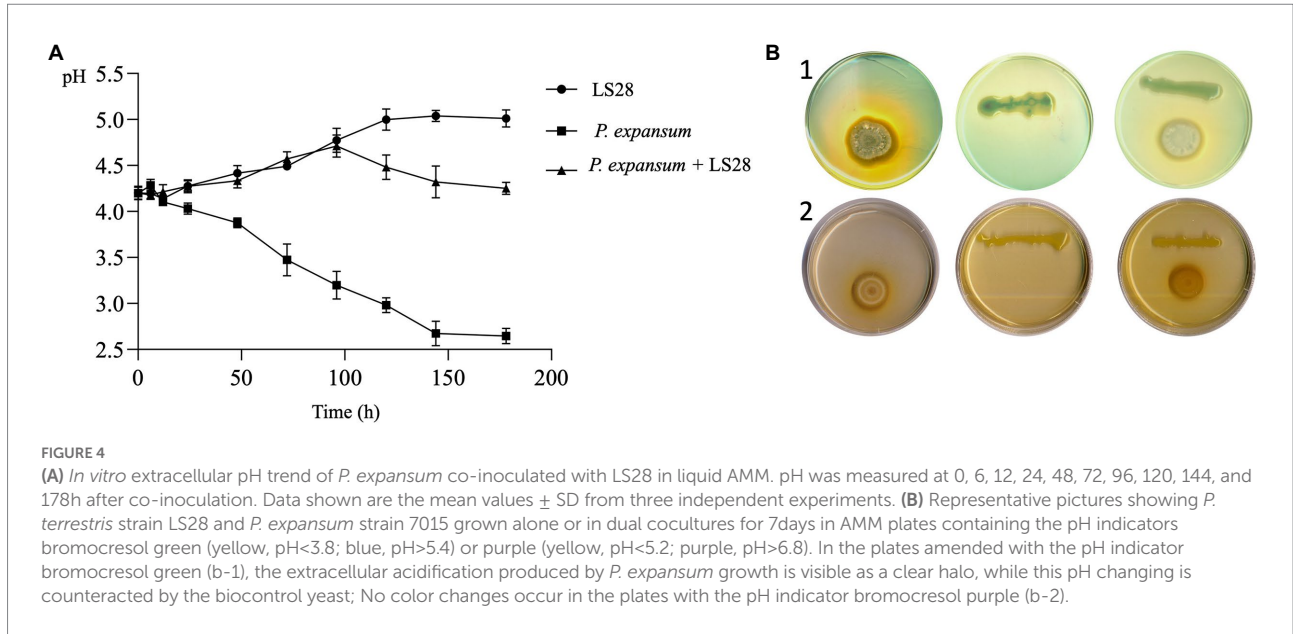 A
B
pH
5.5
5.0
4.5
4.0
3.5
3.0
2.5
0
50
100
150
200
Time (h)
LS28
P. expansum
P. expansum + LS28
1
2
FIGURE 4
(A) In vitro extracellular pH trend of P. expansum co-inoculated with LS28 in liquid AMM. pH was measured at 0, 6, 12, 24, 48, 72, 96, 120, 144, and
178h after co-inoculation. Data shown are the mean values ± SD from three independent experiments. (B) Representative pictures showing P.
terrestris strain LS28 and P. expansum strain 7015 grown alone or in dual cocultures for 7days in AMM plates containing the pH indicators
bromocresol green (yellow, pH<3.8; blue, pH>5.4) or purple (yellow, pH<5.2; purple, pH>6.8). In the plates amended with the pH indicator
bromocresol green (b-1), the extracellular acidification produced by P. expansum growth is visible as a clear halo, while this pH changing is
counteracted by the biocontrol yeast; No color changes occur in the plates with the pH indicator bromocresol purple (b-2).